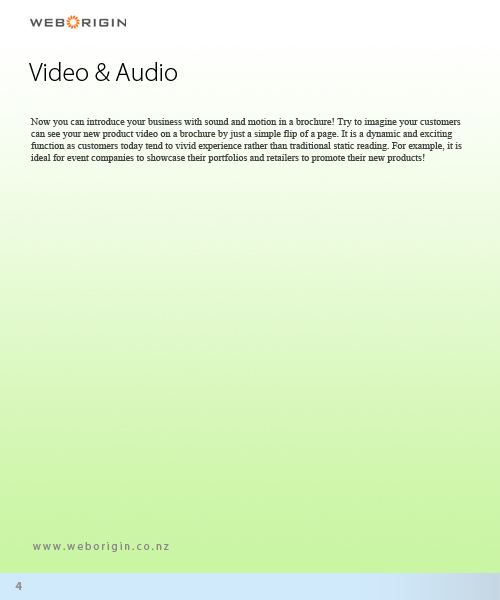 WEBORIGIN
Video & Audio
Now you can introduce your business with sound and motion in a brochure! Try to imagine your customers
can see your new product video on a brochure by just a simple flip of a page. It is a dynamic and exciting
function as customers today tend to vivid experience rather than traditional static reading. For example, it is
ideal for event companies to showcase their portfolios and retailers to promote their new products!
www.weborigin.co.nz
4